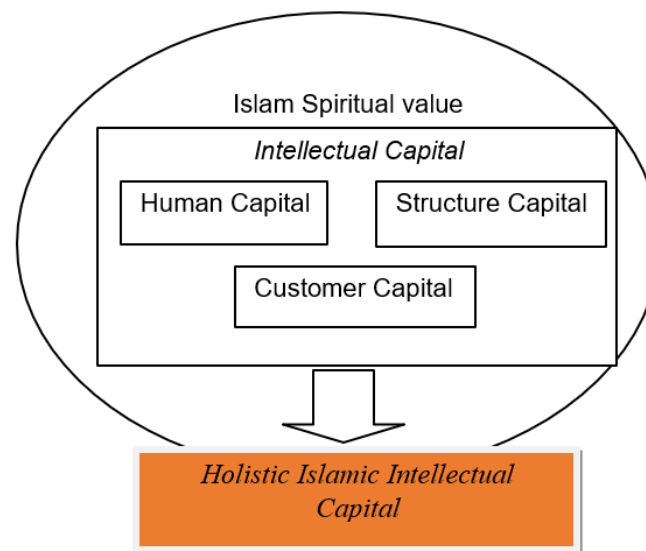 Islam Spiritual value
Intellectual Capital
Human Capital
Structure Capital
Customer Capital
Holistic Islamic Intellectual
Capital